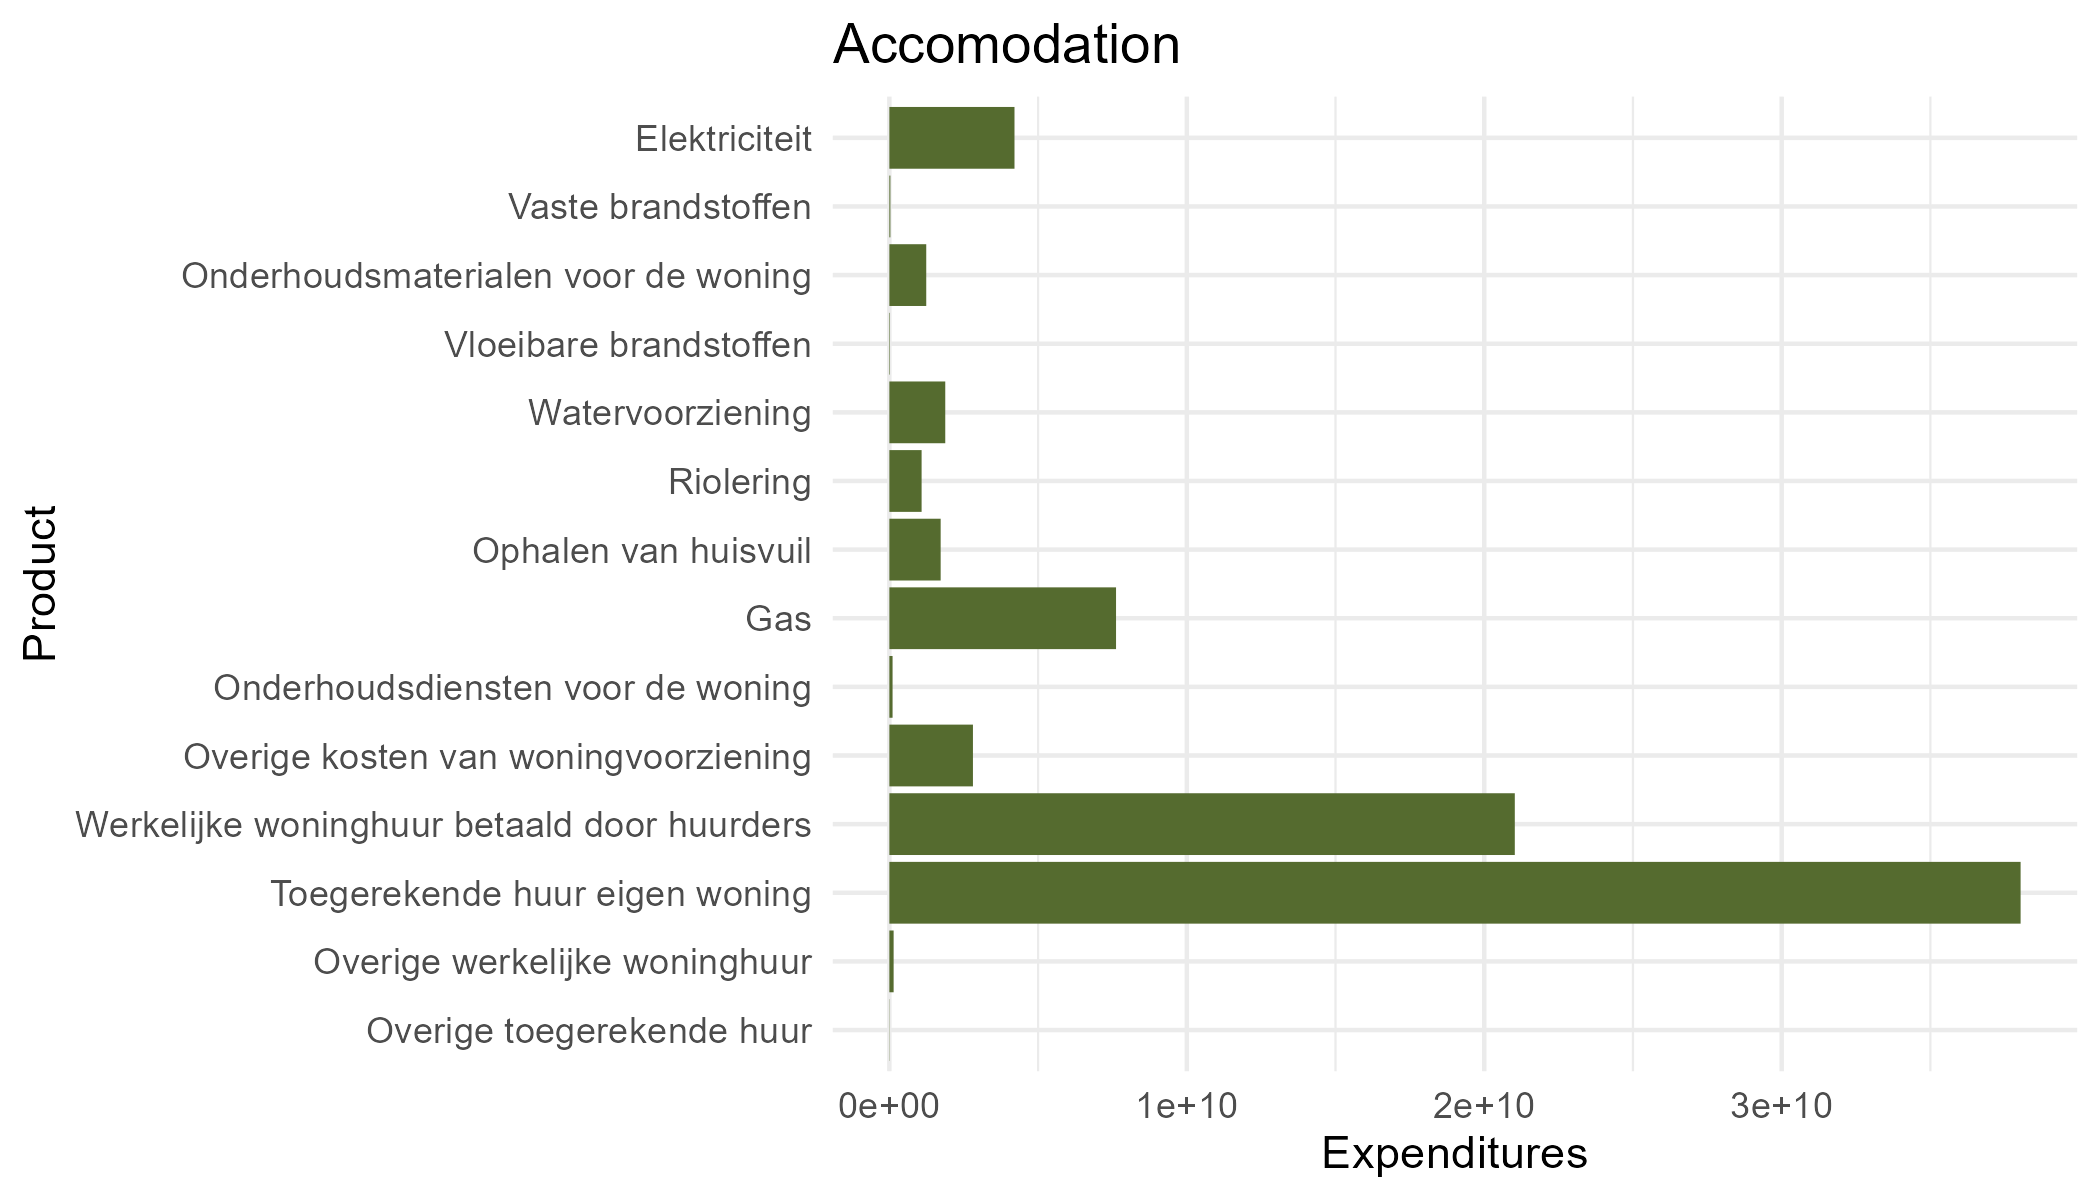 Accomodation
Elektriciteit
Vaste brandstoffen
Onderhoudsmaterialen voor de woning
Vloeibare brandstoffen
Watervoorziening
Riolering
Ophalen van huisvuil
Gas
Onderhoudsdiensten voor de woning
Overige kosten van woningvoorziening
Werkelijke woninghuur betaald door huurders
Toegerekende huur eigen woning
Overige werkelijke woninghuur
Overige toegerekende huur
Product
0e+00 1e+10 2e+10 3e+10
Expenditures